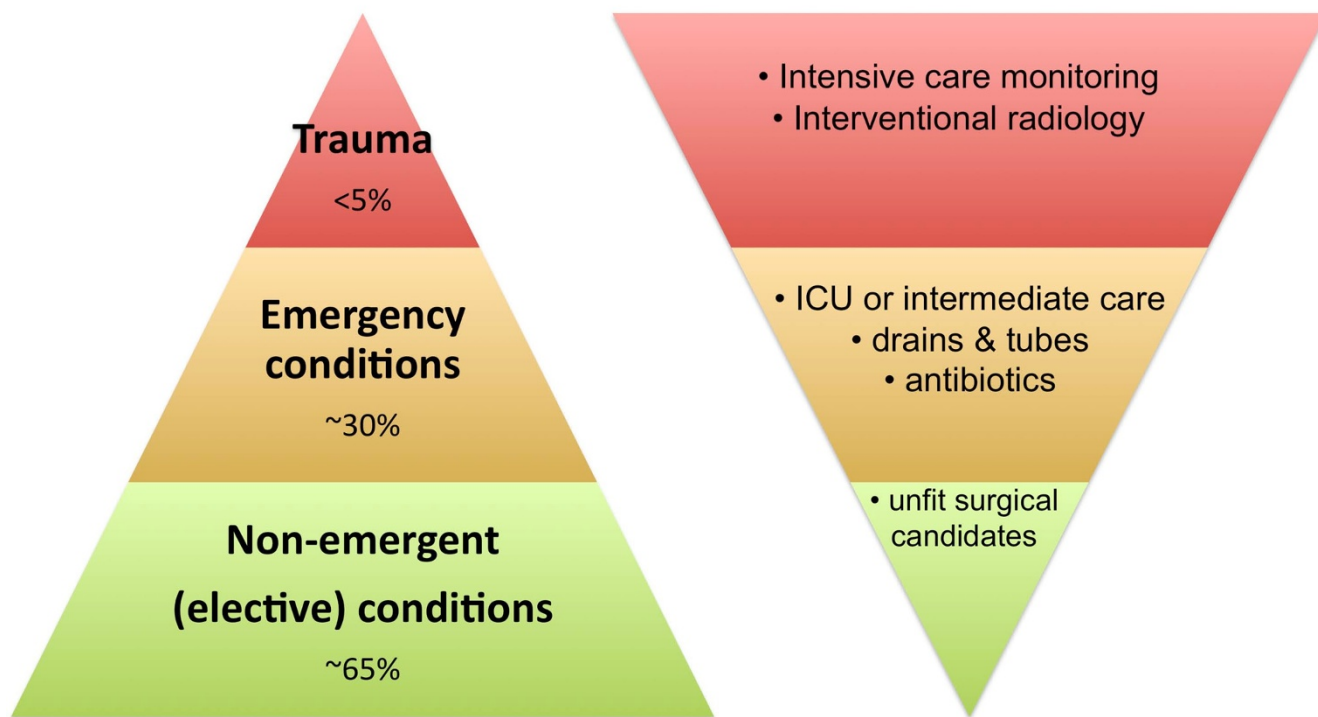 Trauma
<5%
Emergency
conditions
~30%
Non-emergent
(elective) conditions
~65%
• Intensive care monitoring
• Interventional radiology
• ICU or intermediate care
• drains & tubes
• antibiotics
• unfit surgical
candidates